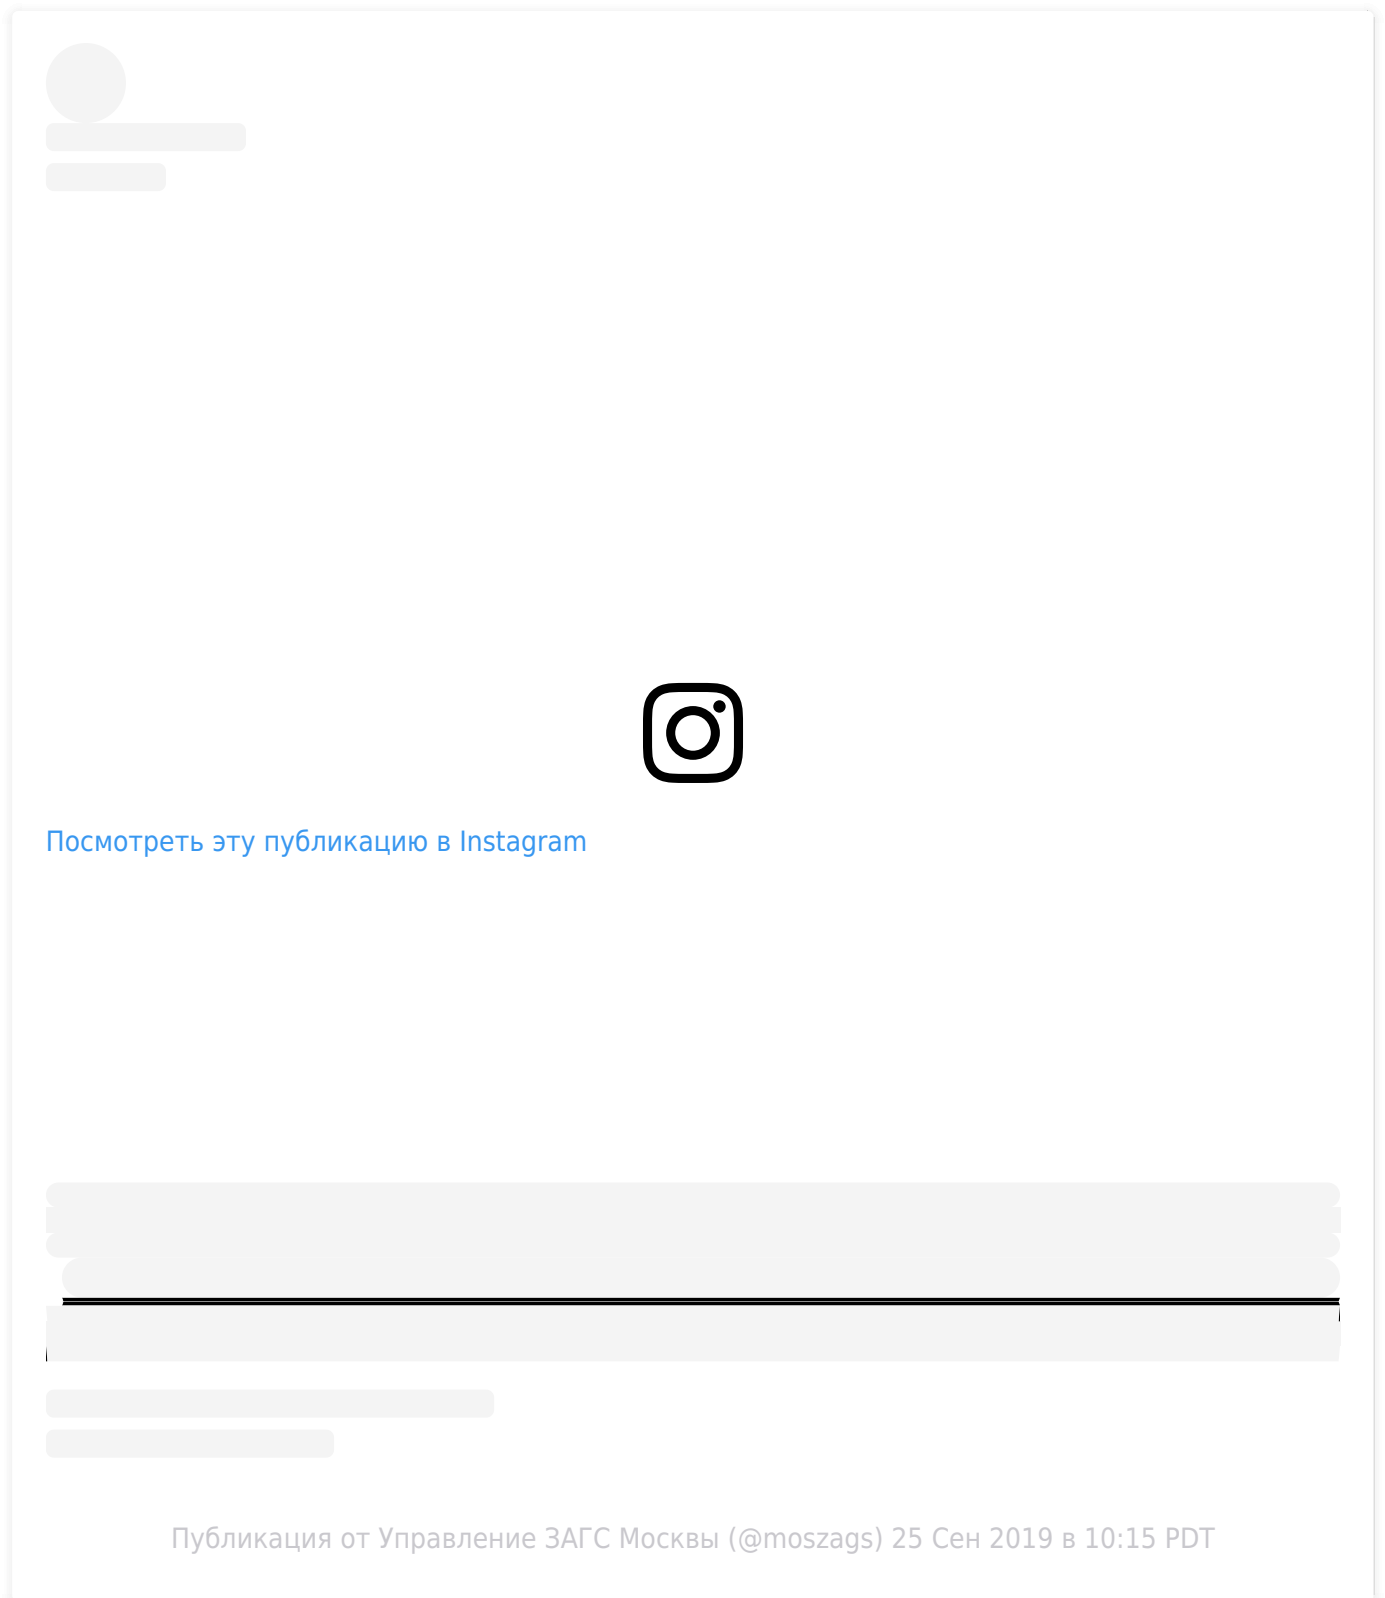 Посмотреть эту публикацию в Instagram
Публикация от Управление ЗАГС Москвы (@moszags) 25 Сен 2019 в 10:15 PDT